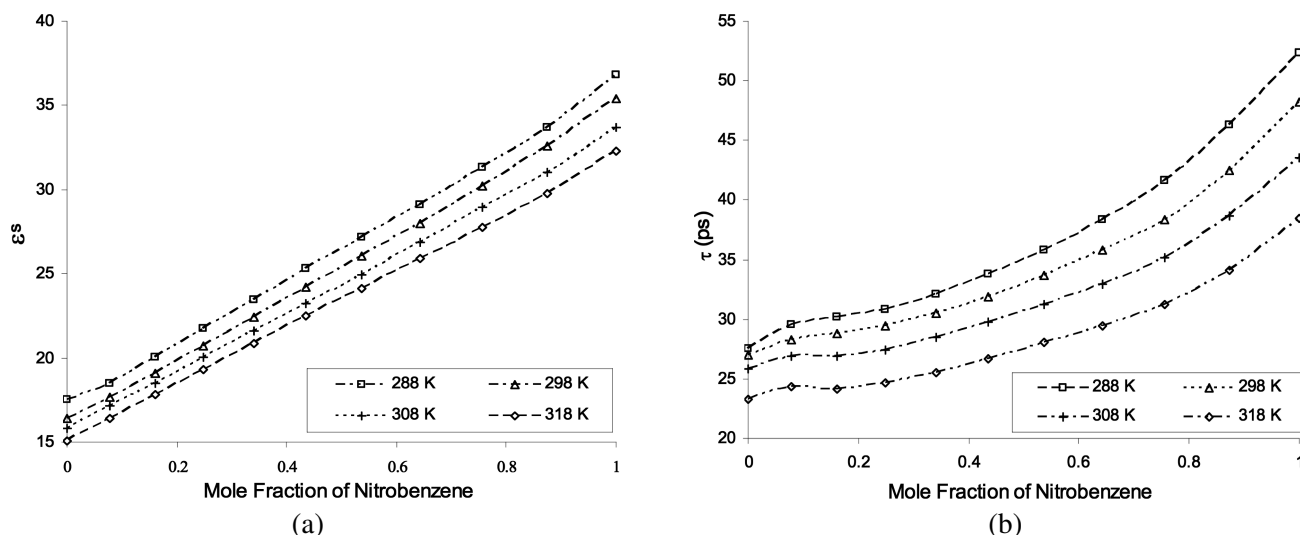 40
35
30
25
20
15
εs
0
0.2
0.4
0.6
0.8
1
Mole Fraction of Nitrobenzene
288 K
298 K
308 K
318 K
(a)
55
50
45
40
35
30
25
20
τ (ps)
0
0.2
0.4
0.6
0.8
1
Mole Fraction of Nitrobenzene
288 K
298 K
308 K
318 K
(b)